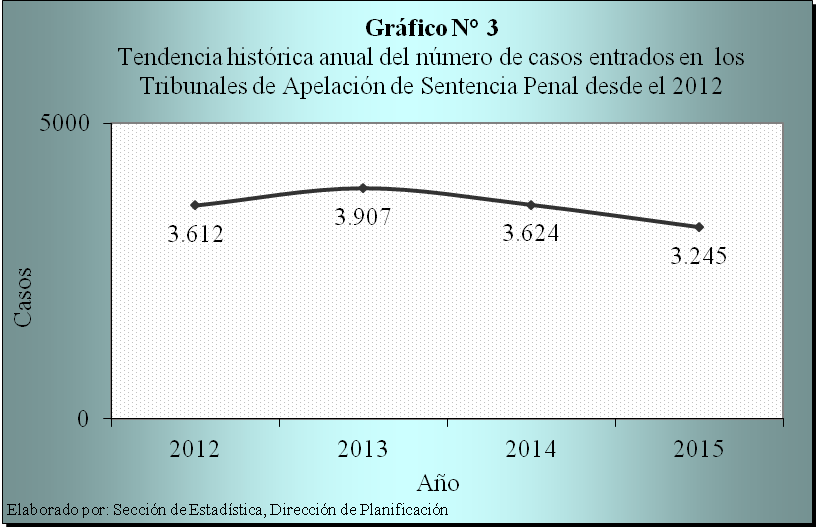 Gráfico N° 3
Tendencia histórica anual del número de casos entrados en los
Tribunales de Apelación de Sentencia Penal desde el 2012
5000
3.612
3.907
3.624
3.245
Casos
0
2012
2013
2014
2015
Año
Elaborado por: Sección de Estadística, Dirección de Planificación